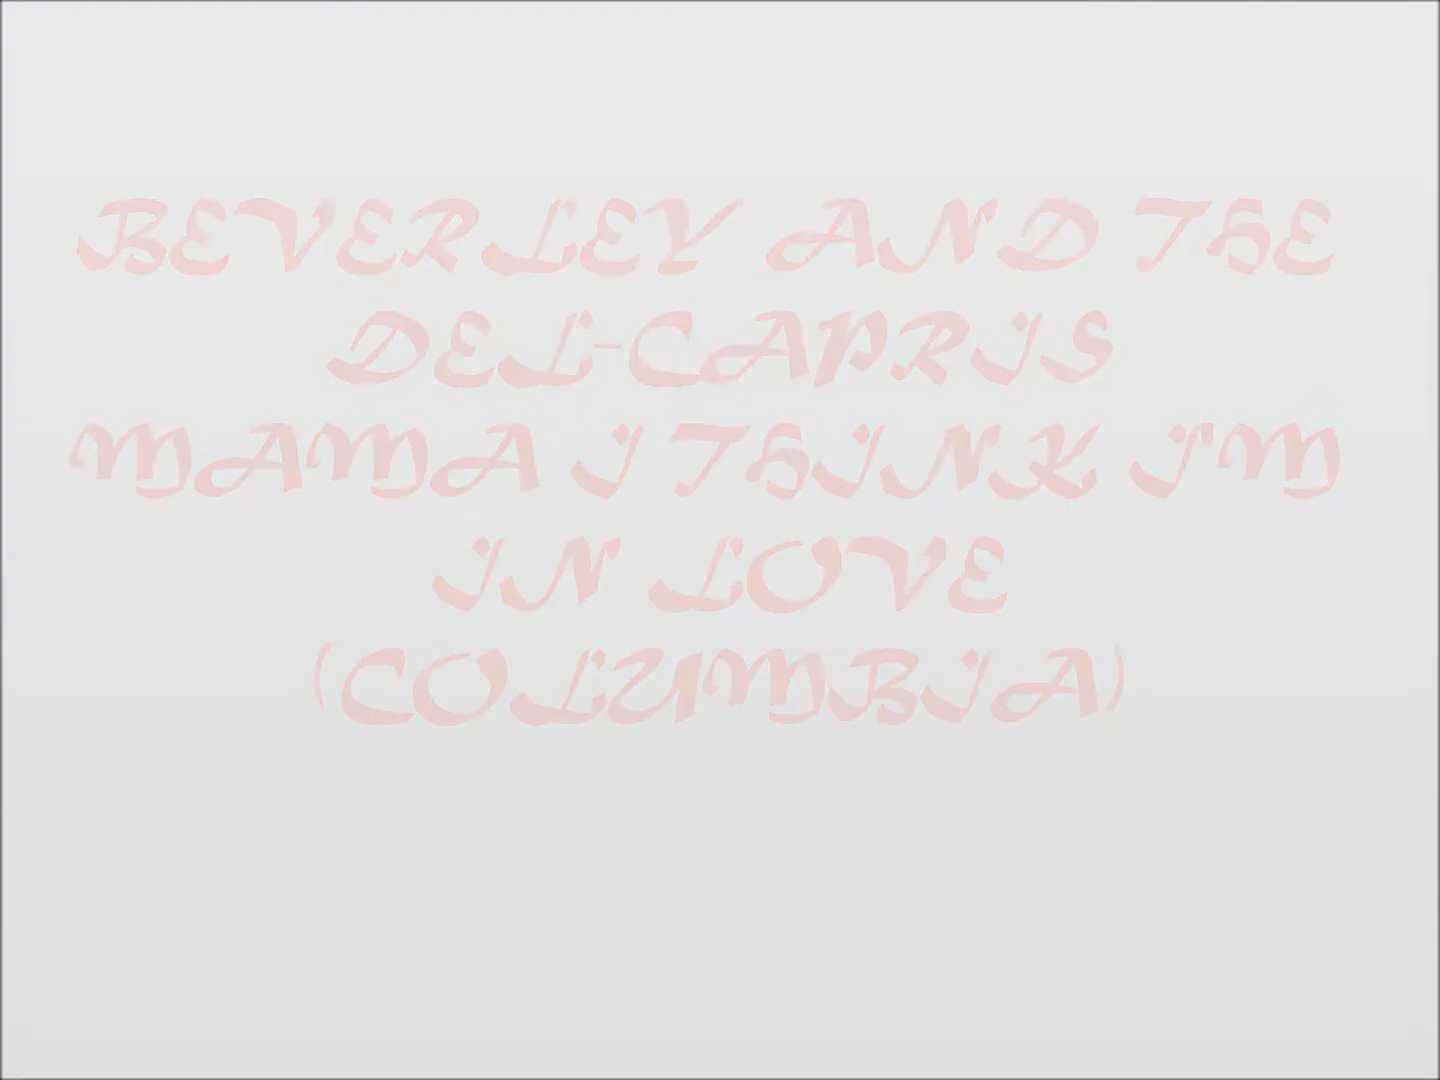 BEVERLEY AND THE
DEL-CAPRIS
MAMA I THINK I'M
IN LOVE
(COLUMBIA)